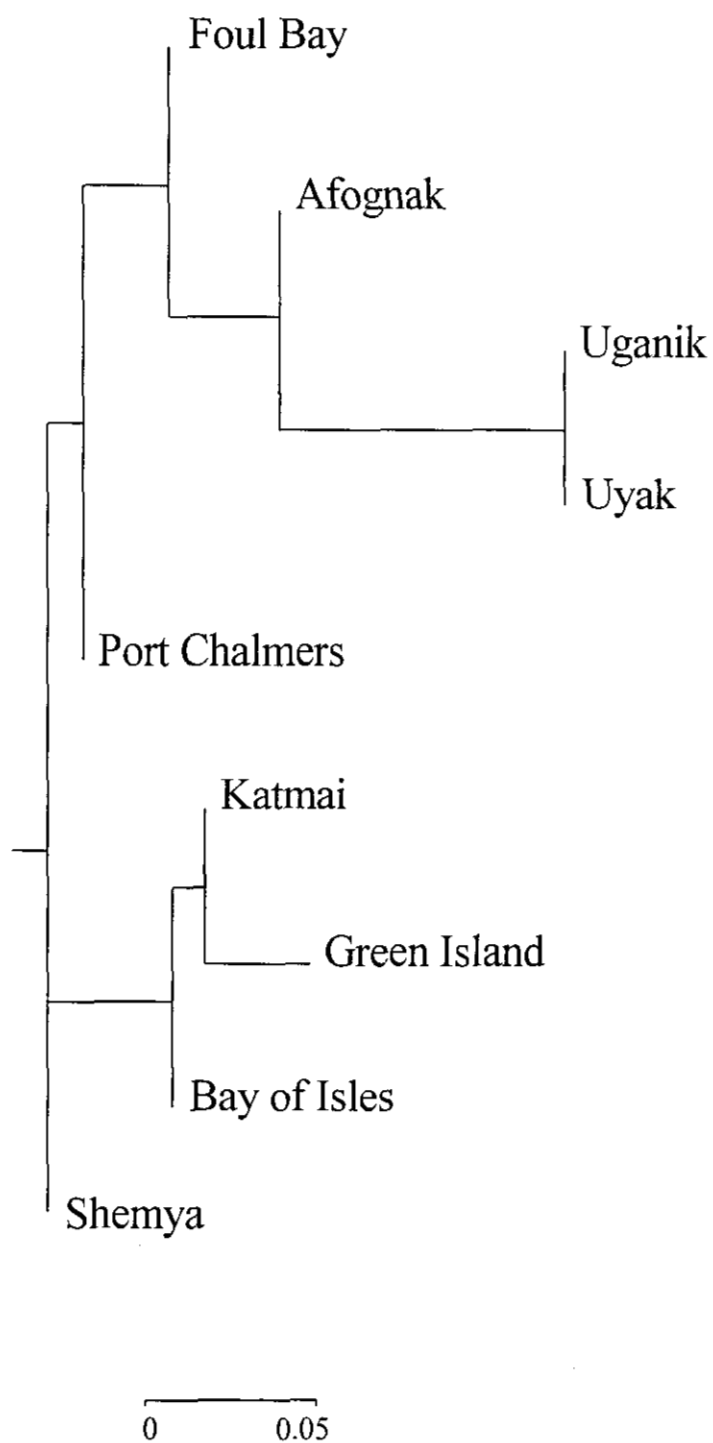 Foul Bay
Afognak
Uganik
Uyak
Port Chalmers
Katmai
Green Island
Bay of Isles
Shemya
0 0.05